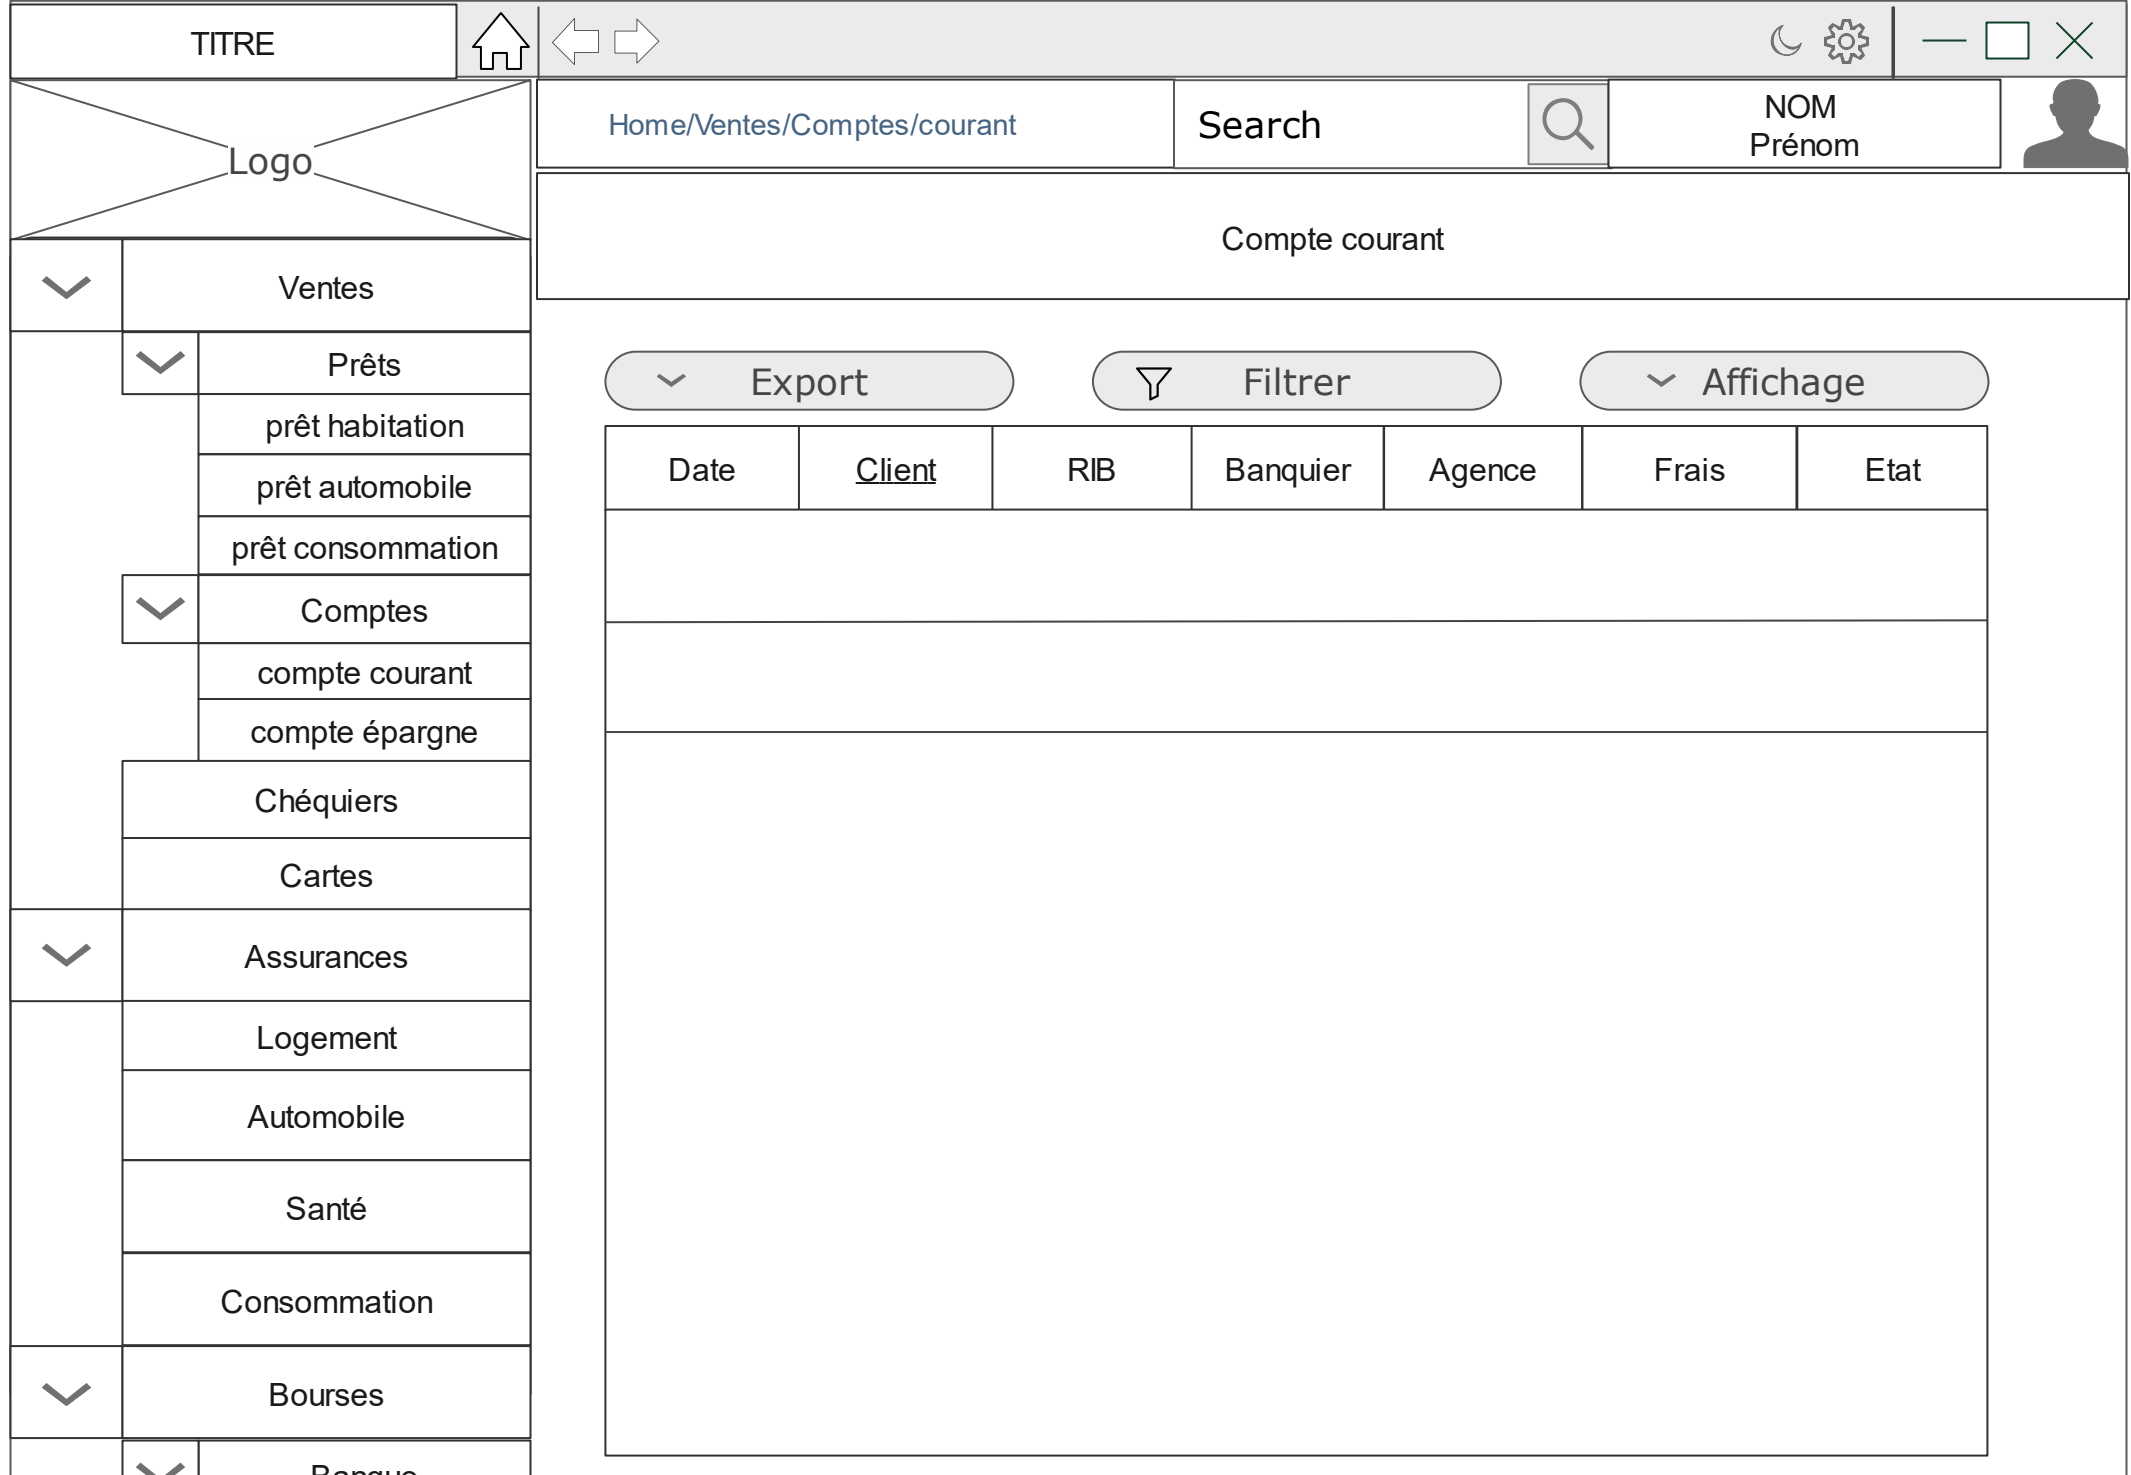 TITRE
Logo
Home/Ventes/Comptes/courant
Search
NOM
Prénom
Compte courant
Ventes
Prêts
prêt habitation
prêt automobile
prêt consommation
Comptes
compte courant
compte épargne
Chéquiers
Cartes
Assurances
Logement
Automobile
Santé
Consommation
Bourses
Banque
Export
Filtrer
Affichage
Date Client RIB Banquier Agence Frais Etat